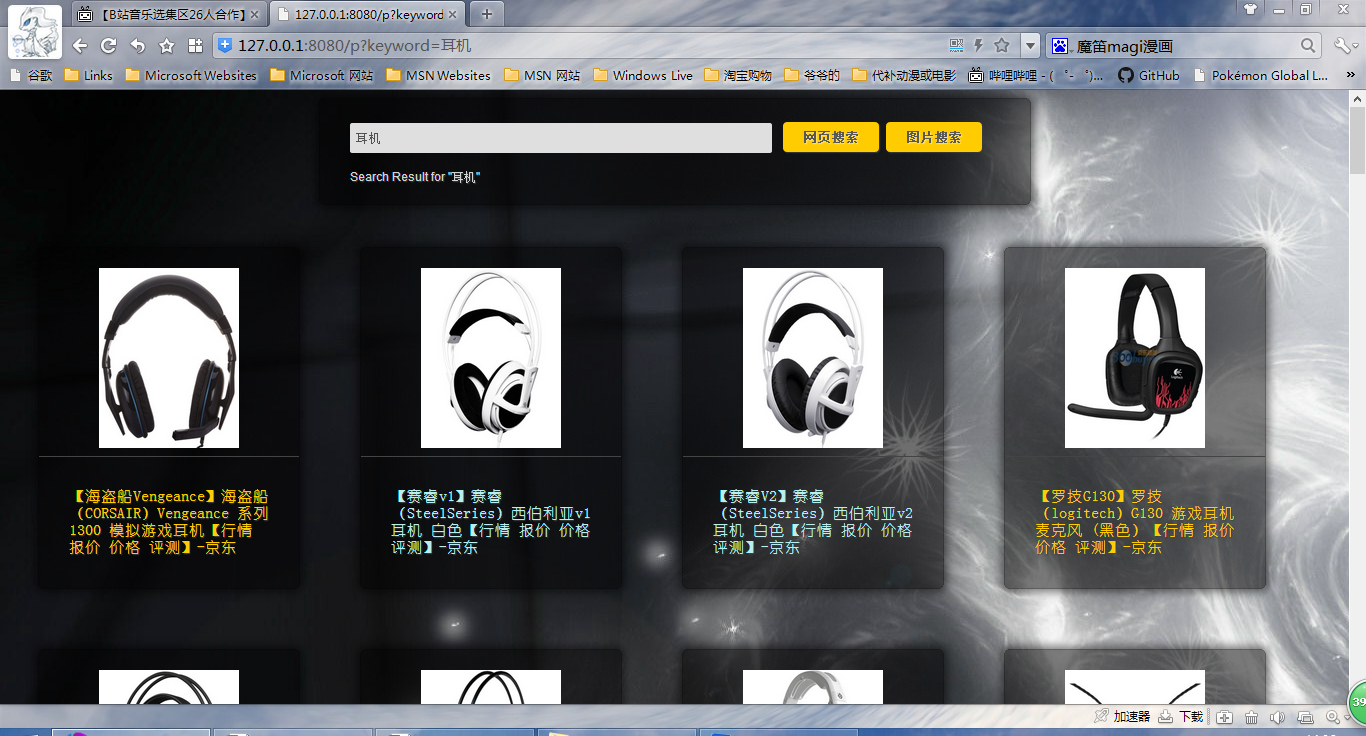 【B站音乐选集区26人合作】
127.0.0.1:8080/p?keyword
127.0.0.1:8080/p?keyword=耳机
魔笛magi漫画
谷歌
Links
Microsoft Websites
Microsoft 网站
MSN Websites
MSN 网站
Windows Live
淘宝购物
爷爷的
代补动漫或电影
哔哩哔哩 - ( ゜- ゜)...
GitHub
Pokémon Global L...
»
耳机
网页搜索
图片搜索
Search Result for "耳机"
【海盗船Vengeance】海盗船
（CORSAIR) Vengeance 系列
1300 模拟游戏耳机【行情
报价 价格 评测】-京东
【赛睿v1】赛睿
（SteelSeries) 西伯利亚v1
耳机 白色【行情 报价 价格
评测】-京东
【赛睿V2】赛睿
（SteelSeries) 西伯利亚v2
耳机 白色【行情 报价 价格
评测】-京东
【罗技G130】罗技
（logitech) G130 游戏耳机
麦克风 (黑色) 【行情 报价
价格 评测】-京东
加速器
下载
39